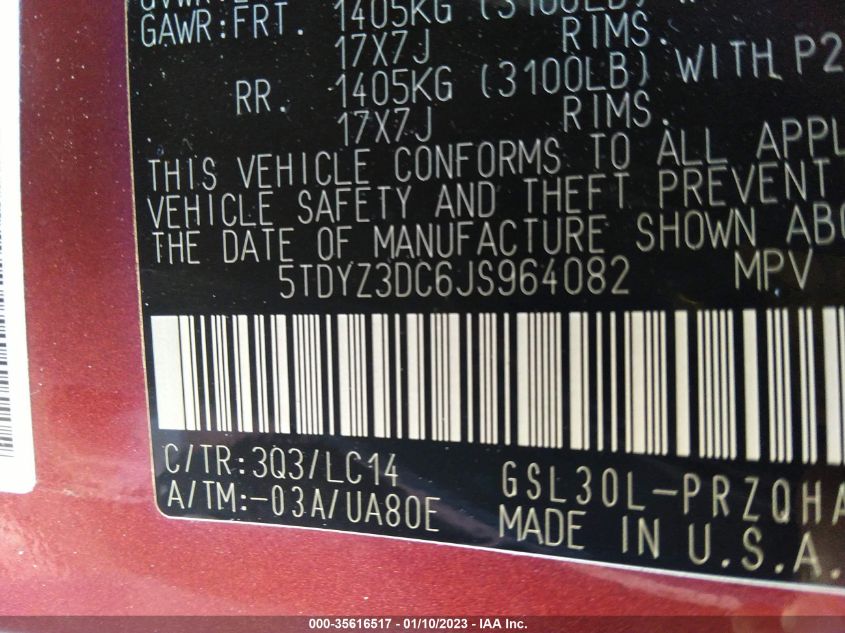 GAWR:FRT. 1405KG (3100LB)
17X7J RIMS.
RR. 1405KG (3100LB) WITH P2
17X7J RIMS.
THIS VEHICLE CONFORMS TO ALL APPL
VEHICLE SAFETY AND THEFT PREVENT
THE DATE OF MANUFACTURE SHOWN ABO
5TDYZ3DC6JS964082 MPV
C/TR:3Q3/LC14
A/TM:-03A/UA80E
GSL30L-PRZQHA
MADE IN U.S.A.
000-35616517 - 01/10/2023 - IAA Inc.